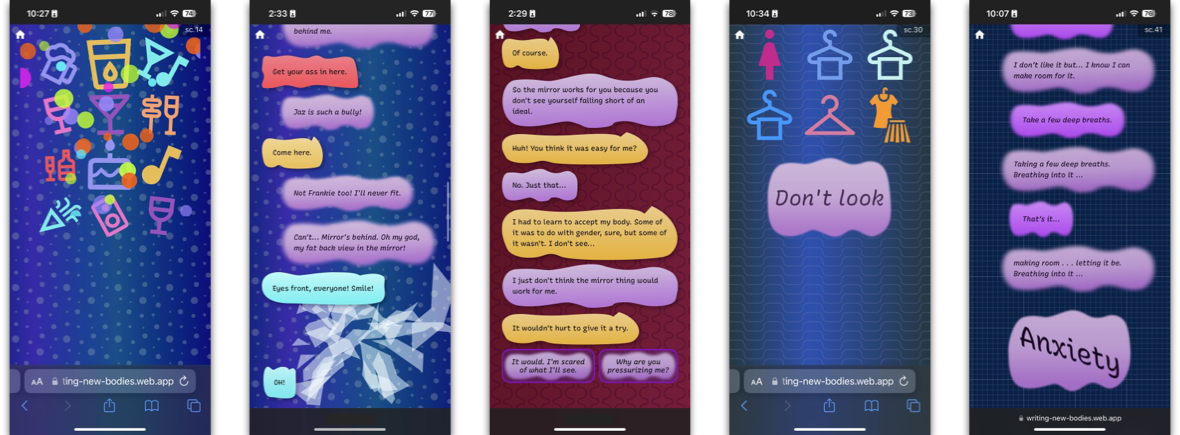 10:27
74
sc.14
AA
ting-new-bodies.web.app
2:33
77
behind me.
Get your ass in here.
Jaz is such a bully!
Come here.
Not Frankie too! I'll never fit.
Can't... Mirror's behind. Oh my god,
my fat back view in the mirror!
Eyes front, everyone! Smile!
OH!
2:29
78
Of course.
So the mirror works for you because you
don't see yourself falling short of an
ideal.
Huh! You think it was easy for me?
No. Just that...
I had to learn to accept my body. Some of
it was to do with gender, sure, but some of
it wasn't. I don't see...
I just don't think the mirror thing would
work for me.
It wouldn't hurt to give it a try.
It would. I'm scared
of what I'll see.
Why are you
pressurizing me?
10:34
73
sc.30
Don't look
AA
ting-new-bodies.web.app
10:07
76
sc.41
I don't like it but... I know I can
make room for it.
Take a few deep breaths.
Taking a few deep breaths.
Breathing into it ...
That's it...
making room . . . letting it be.
Breathing into it ...
Anxiety
writing-new-bodies.web.app